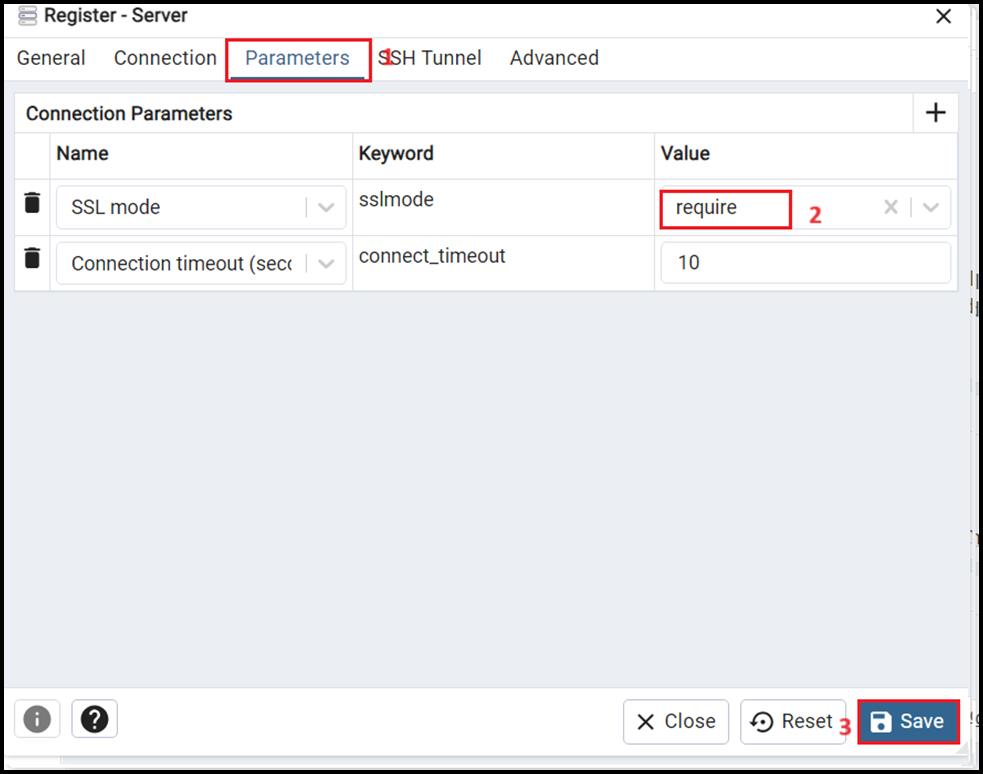 Register - Server
General Connection Parameters 1 SSH Tunnel Advanced
Connection Parameters
Name Keyword Value
SSL mode sslmode require 2
Connection timeout (seco connect_timeout 10
Close Reset 3 Save